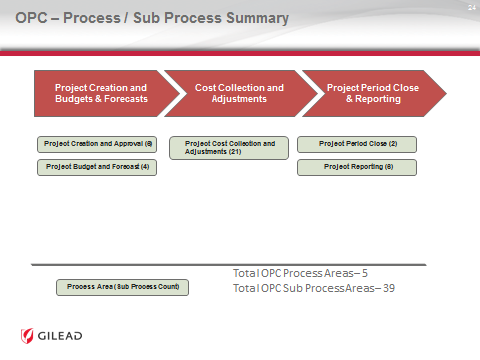 24
OPC – Process / Sub Process Summary
Project Creation and
Budgets & Forecasts
Cost Collection and
Adjustments
Project Period Close
& Reporting
Project Creation and Approval (6)
Project Cost Collection and
Adjustments (21)
Project Period Close (2)
Project Budget and Forecast (4)
Project Reporting (6)
Total OPC Process Areas – 5
Process Area (Sub Process Count)
Total OPC Sub Process Areas – 39
GILEAD